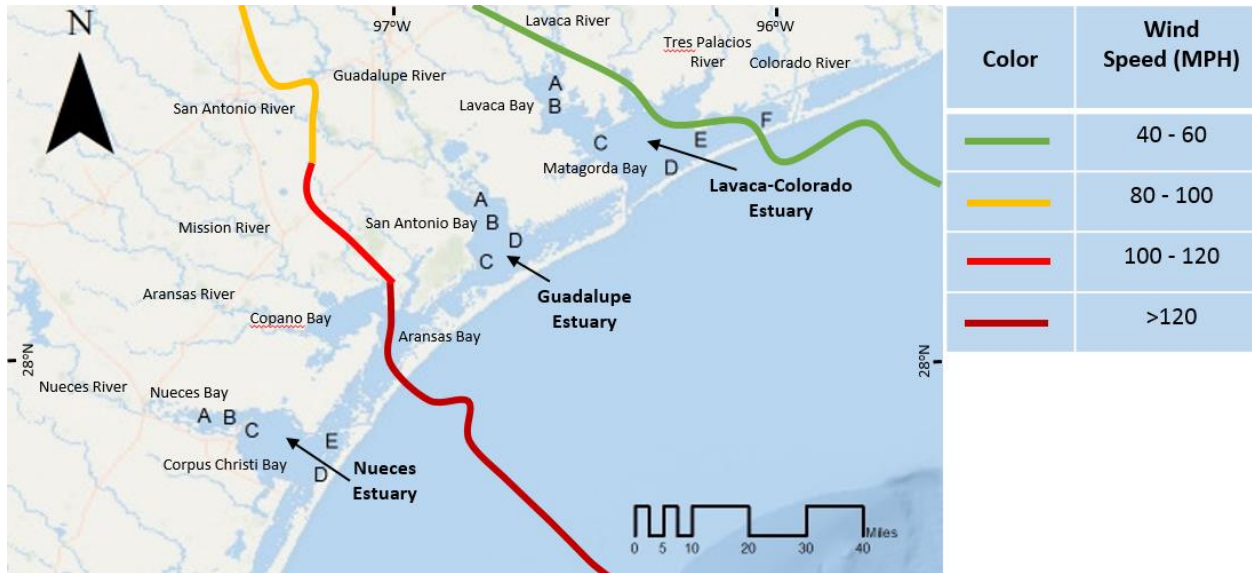 N
97°W
96°W
Lavaca River
Tres Palacios
River
Colorado River
Guadalupe River
San Antonio River
A
Lavaca Bay
B
F
E
C
Matagorda Bay
D
Lavaca-Colorado
Estuary
A
San Antonio Bay
B
D
C
Mission River
Guadalupe
Estuary
Aransas River
Copano Bay
Aransas Bay
28°N
28°N
Nueces River
Nueces Bay
A
B
C
E
Corpus Christi Bay
D
Nueces
Estuary
Miles
0 5 10 20 30 40
Color
Wind
Speed (MPH)
40 - 60
80 - 100
100 - 120
>120